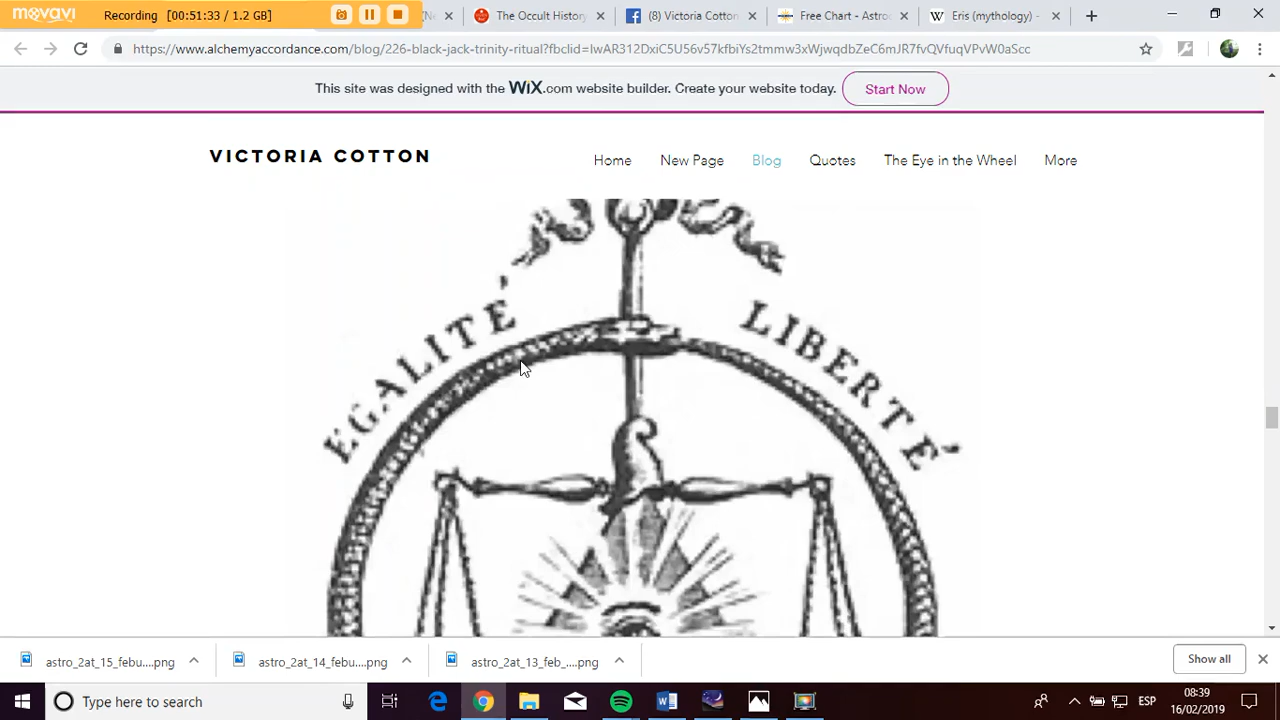 movavi
Recording [00:51:33 / 1.2 GB]
The Occult History
(8) Victoria Cotton
Free Chart - Astro
Eris (mythology) -
https://www.alchemyaccordance.com/blog/226-black-jack-trinity-ritual?fbclid=IwAR312DxiC5U56v57kfbiYs2tmmw3xWjwqdbZeC6mJR7fvQVfuqVPvW0aScc
This site was designed with the WiX.com website builder. Create your website today. Start Now
VICTORIA COTTON
Home New Page Blog Quotes The Eye in the Wheel More
EGALITÉ LIBERTÉ
astro_2at_15_febu....png
astro_2at_14_febu....png
astro_2at_13_feb_....png
Show all
Type here to search
ESP
08:39
16/02/2019